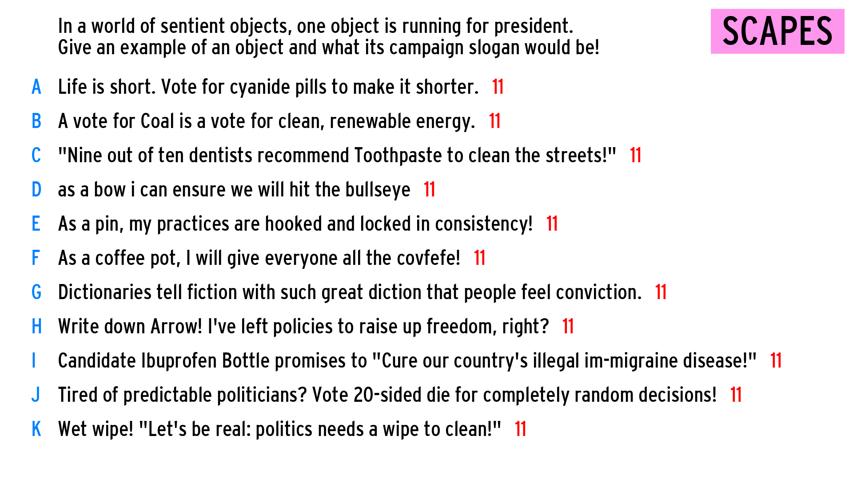 In a world of sentient objects, one object is running for president.
Give an example of an object and what its campaign slogan would be!
SCAPES
A Life is short. Vote for cyanide pills to make it shorter. 11
B A vote for Coal is a vote for clean, renewable energy. 11
C "Nine out of ten dentists recommend Toothpaste to clean the streets!" 11
D as a bow i can ensure we will hit the bullseye 11
E As a pin, my practices are hooked and locked in consistency! 11
F As a coffee pot, I will give everyone all the covfefe! 11
G Dictionaries tell fiction with such great diction that people feel conviction. 11
H Write down Arrow! I've left policies to raise up freedom, right? 11
I Candidate Ibuprofen Bottle promises to "Cure our country's illegal im-migraine disease!" 11
J Tired of predictable politicians? Vote 20-sided die for completely random decisions! 11
K Wet wipe! "Let's be real: politics needs a wipe to clean!" 11